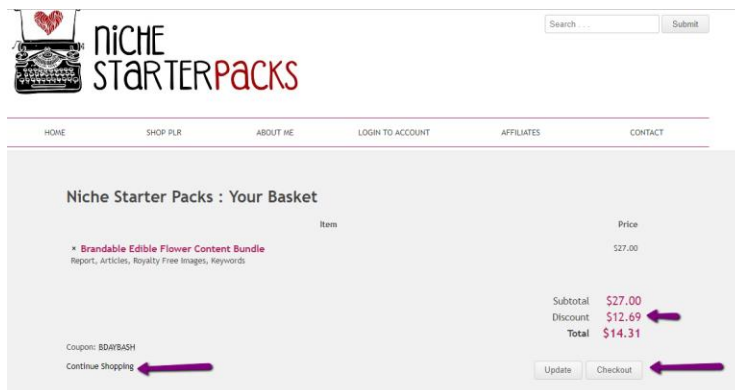 NiCHE
STARTERPACKS
Search . . .
Submit
HOME
SHOP PLR
ABOUT ME
LOGIN TO ACCOUNT
AFFILIATES
CONTACT
Niche Starter Packs : Your Basket
Item
Price
× Brandable Edible Flower Content Bundle
$27.00
Report, Articles, Royalty Free Images, Keywords
Subtotal $27.00
Discount $12.69
Total $14.31
Coupon: BDAYBASH
Continue Shopping
Update
Checkout